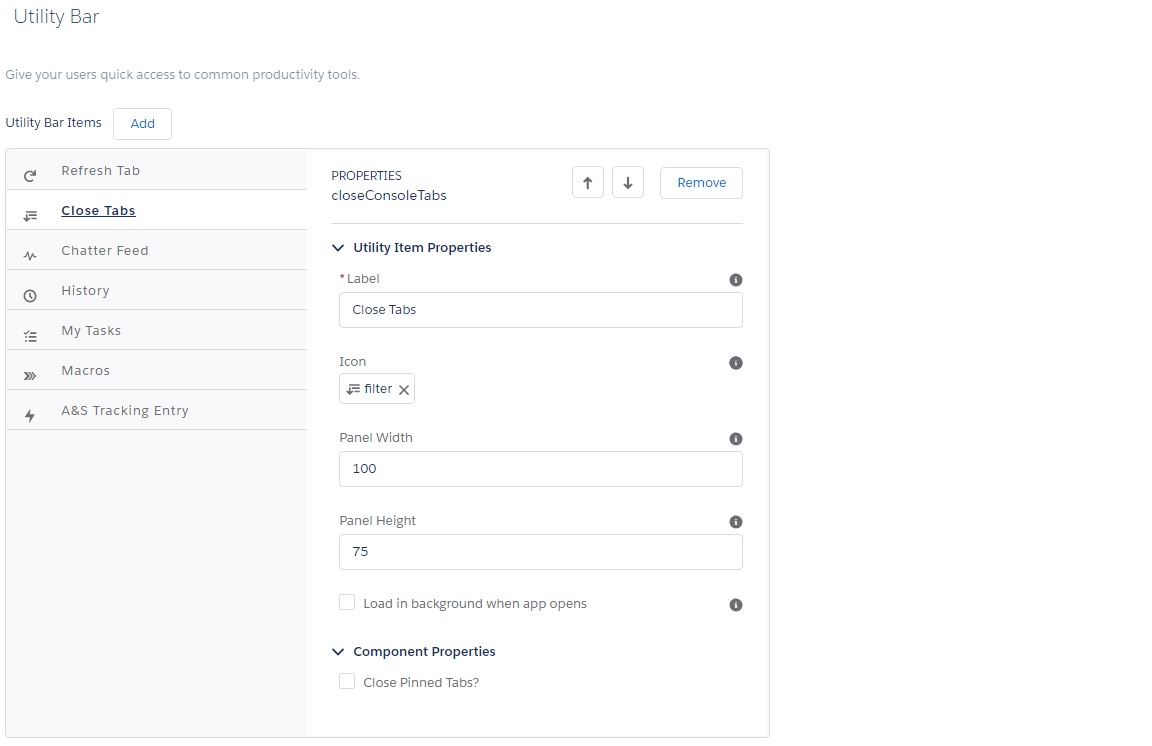 Utility Bar
Give your users quick access to common productivity tools.
Utility Bar Items Add
Refresh Tab
Close Tabs
Chatter Feed
History
My Tasks
Macros
A&S Tracking Entry
PROPERTIES
closeConsoleTabs
Remove
Utility Item Properties
* Label
Close Tabs
Icon
filter
Panel Width
100
Panel Height
75
Load in background when app opens
Component Properties
Close Pinned Tabs?